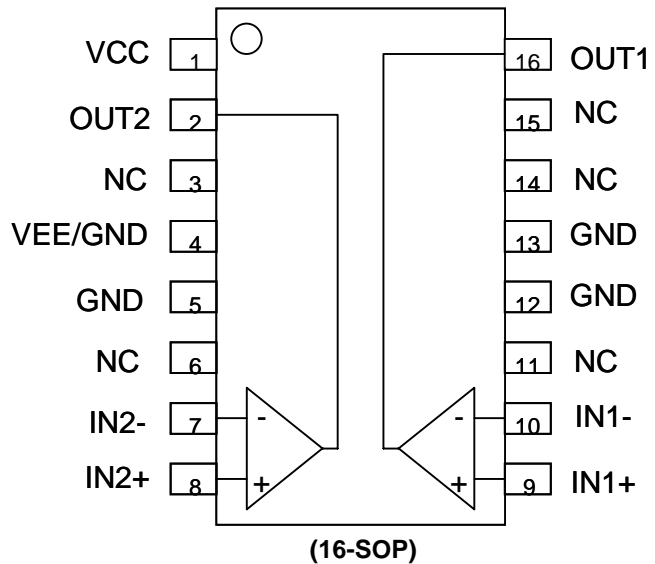 VCC 1 16 OUT1
OUT2 2 15 NC
NC 3 14 NC
VEE/GND 4 13 GND
GND 5 12 GND
NC 6 11 NC
IN2- 7 - - 10 IN1-
IN2+ 8 + + 9 IN1+
(16-SOP)